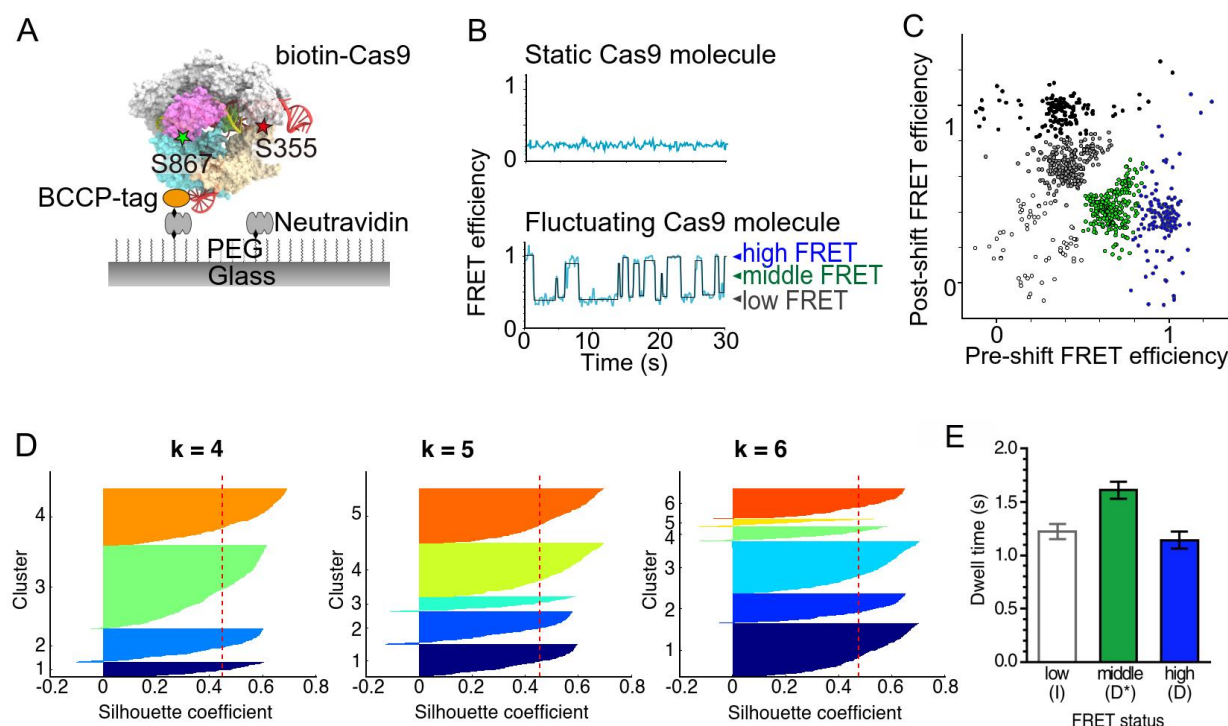 A
biotin-Cas9
S867
S355
BCCP-tag
Neutravidin
PEG
Glass
B
Static Cas9 molecule
1
0
Fluctuating Cas9 molecule
1
0
FRET efficiency
high FRET
middle FRET
low FRET
0 10 20 30
Time (s)
C
Post-shift FRET efficiency
1
0
0 1
Pre-shift FRET efficiency
D
k = 4
Cluster
4
3
2
1
-0.2 0 0.2 0.4 0.6 0.8
Silhouette coefficient
k = 5
Cluster
5
4
3
2
1
-0.2 0 0.2 0.4 0.6 0.8
Silhouette coefficient
k = 6
Cluster
6
5
4
3
2
1
-0.2 0 0.2 0.4 0.6 0.8
Silhouette coefficient
E
Dwell time (s)
2.0
1.5
1.0
0.5
0.0
low middle high
(I) (D*) (D)
FRET status